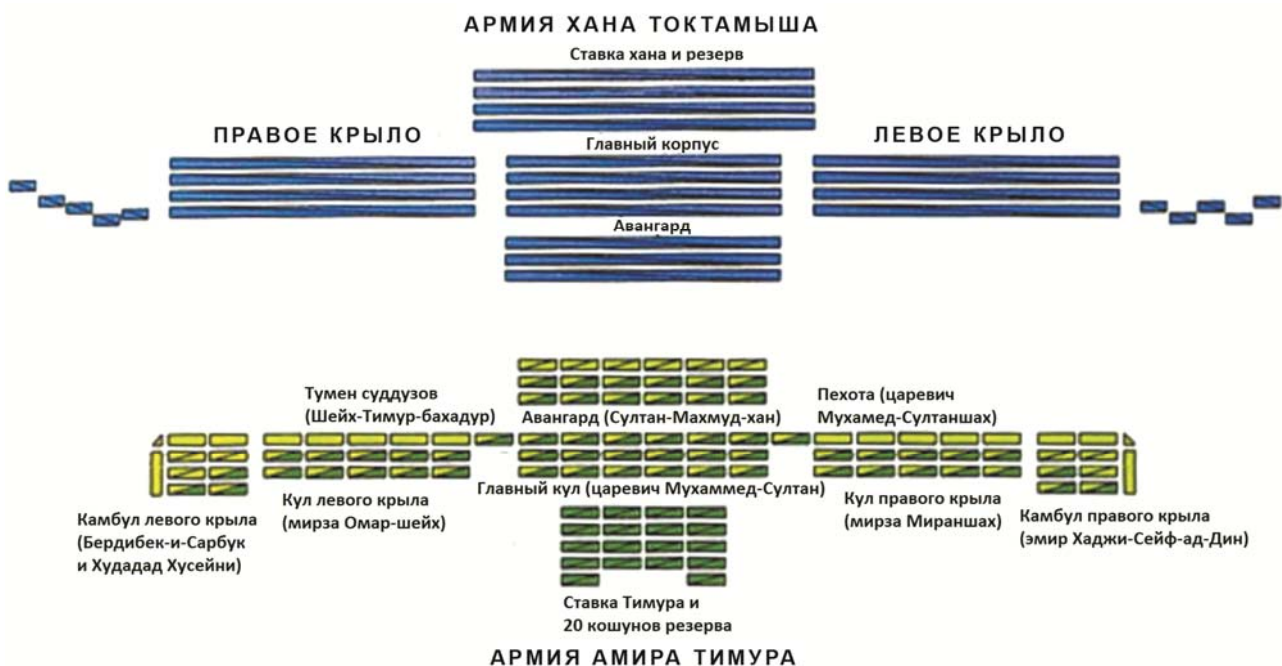 АРМИЯ ХАНА ТОКТАМЫША
Ставка хана и резерв
ПРАВОЕ КРЫЛО
ЛЕВОЕ КРЫЛО
Главный корпус
Авангард
Тумен суддузов
(Шейх-Тимур-бахадур)
Авангард (Султан-Махмуд-хан)
Пехота (царевич
Мухамед-Султаншах)
Камбул левого крыла
(Бердибек-и-Сарбук
и Худадад Хусейни)
Кул левого крыла
(мирза Омар-шейх)
Главный кул (царевич Мухаммед-Султан)
Кул правого крыла
(мирза Мираншах)
Камбул правого крыла
(эмир Хаджи-Сейф-ад-Дин)
Ставка Тимура и
20 кошунов резерва
АРМИЯ АМИРА ТИМУРА